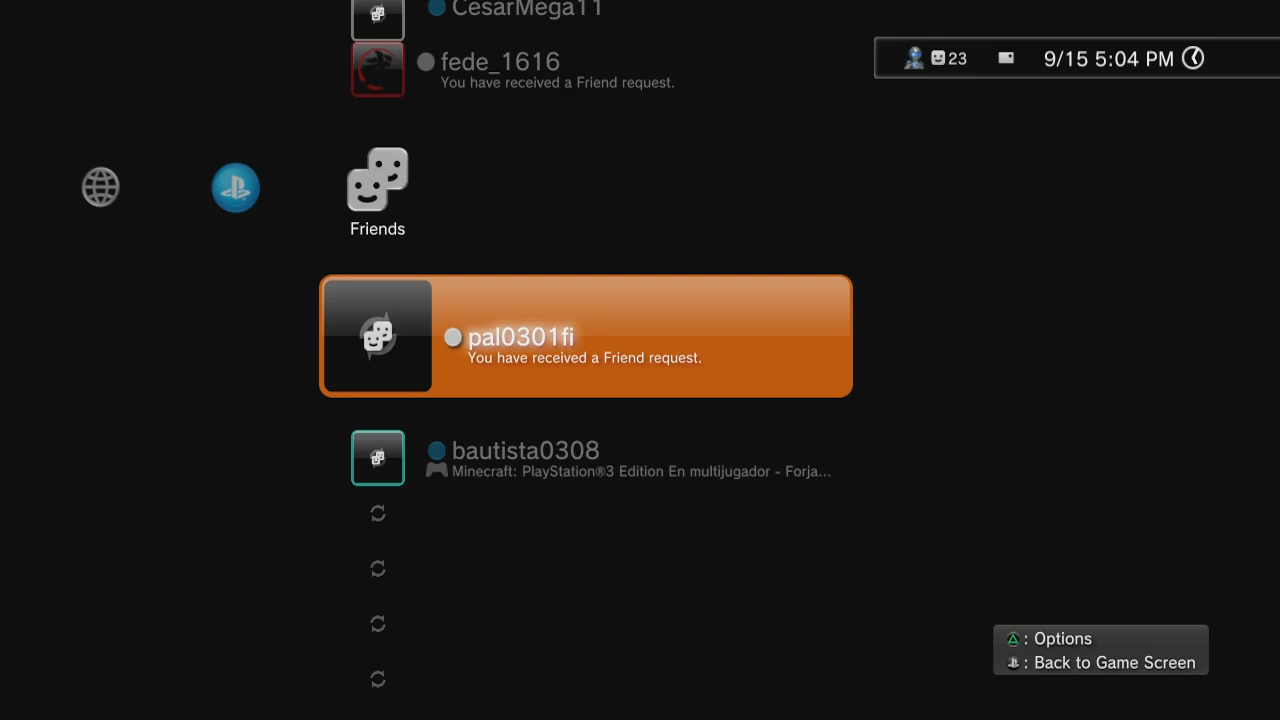 CesarMega11
fede_1616
You have received a Friend request.
23
9/15 5:04 PM
Friends
pal0301fi
You have received a Friend request.
bautista0308
Minecraft: PlayStation®3 Edition En multijugador - Forja...
: Options
: Back to Game Screen